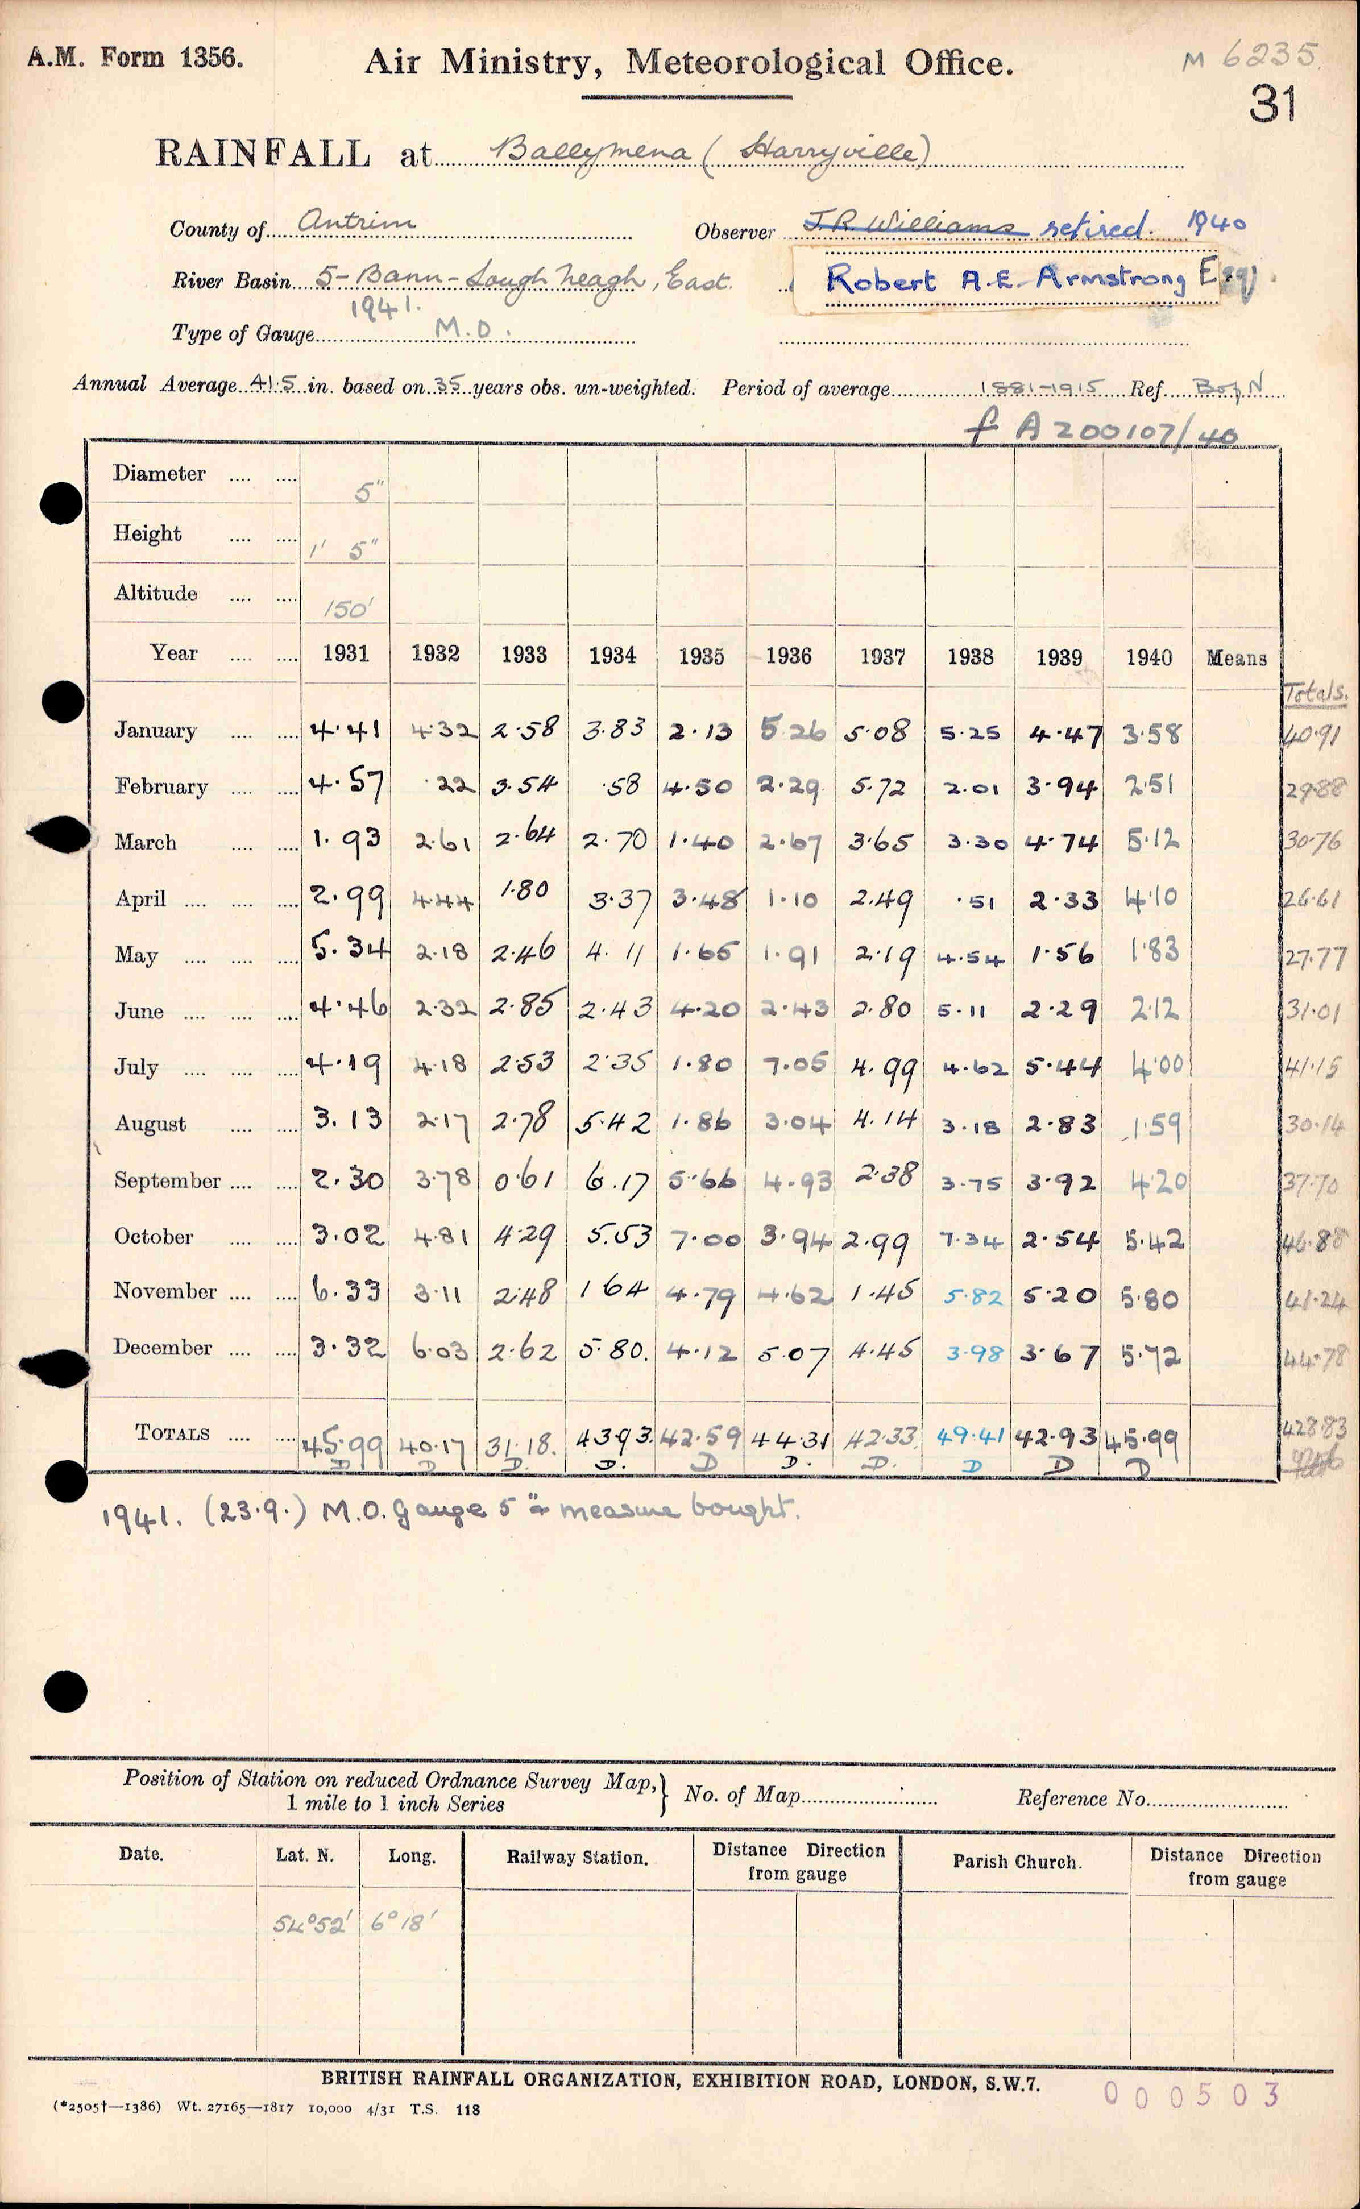 A.M. Form 1356.
Air Ministry, Meteorological Office.
M 6235
31
RAINFALL at Ballymena (Harryville)
County of Antrim Observer J.R. Williams retired. 1940
River Basin 5-Bann-Lough Neagh, East. Robert A.E. Armstrong Esq.
1941.
Type of Gauge M.O.
Annual Average 41.5 in. based on 35 years obs. un-weighted. Period of average 1881-1915 Ref. B of N
f A200107/40
Diameter .... .... 5"
Height .... .... 1' 5"
Altitude .... .... 150'
Year .... .... 1931 1932 1933 1934 1935 1936 1937 1938 1939 1940 Means
Totals.
January .... .... 4.41 4.32 2.58 3.83 2.13 5.26 5.08 5.25 4.47 3.58 40.91
February .... .... 4.57 .22 3.54 .58 4.50 2.29 5.72 2.01 3.94 2.51 29.88
March .... .... 1.93 2.61 2.64 2.70 1.40 2.67 3.65 3.30 4.74 5.12 30.76
April .... .... .... 2.99 4.44 1.80 3.37 3.48 1.10 2.49 .51 2.33 4.10 26.61
May .... .... .... 5.34 2.18 2.46 4.11 1.65 1.91 2.19 4.54 1.56 1.83 27.77
June .... .... .... 4.46 2.32 2.85 2.43 4.20 2.43 2.80 5.11 2.29 2.12 31.01
July .... .... .... 4.19 4.18 2.53 2.35 1.80 7.05 4.99 4.62 5.44 4.00 41.15
August .... .... 3.13 2.17 2.78 5.42 1.86 3.04 4.14 3.18 2.83 1.59 30.14
September .... .... 2.30 3.78 0.61 6.17 5.66 4.93 2.38 3.75 3.92 4.20 37.70
October .... .... 3.02 4.81 4.29 5.53 7.00 3.94 2.99 7.34 2.54 5.42 46.88
November .... .... 6.33 3.11 2.48 1.64 4.79 4.62 1.45 5.82 5.20 5.80 41.24
December .... .... 3.32 6.03 2.62 5.80. 4.12 5.07 4.45 3.98 3.67 5.72 44.78
TOTALS .... .... 45.99 40.17 31.18. 43.93. 42.59 44.31 42.33. 49.41 42.93 45.99 428.83
D D D. D. D D. D. D D D
1941. (23.9.) M.O. Gauge 5" & measure bought.
Position of Station on reduced Ordnance Survey Map,} No. of Map Reference No.
1 mile to 1 inch Series
Date. Lat. N. Long. Railway Station. Distance Direction from gauge Parish Church. Distance Direction from gauge
54°52' 6°18'
BRITISH RAINFALL ORGANIZATION, EXHIBITION ROAD, LONDON, S.W.7.
(*2505†—1386) Wt. 27165—1817 10,000 4/31 T.S. 118
000503